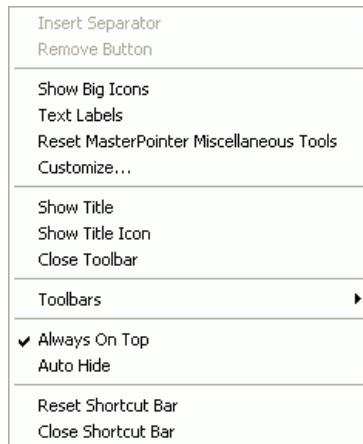 Insert Separator
Remove Button
Show Big Icons
Text Labels
Reset MasterPointer Miscellaneous Tools
Customize...
Show Title
Show Title Icon
Close Toolbar
Toolbars
Always On Top
Auto Hide
Reset Shortcut Bar
Close Shortcut Bar